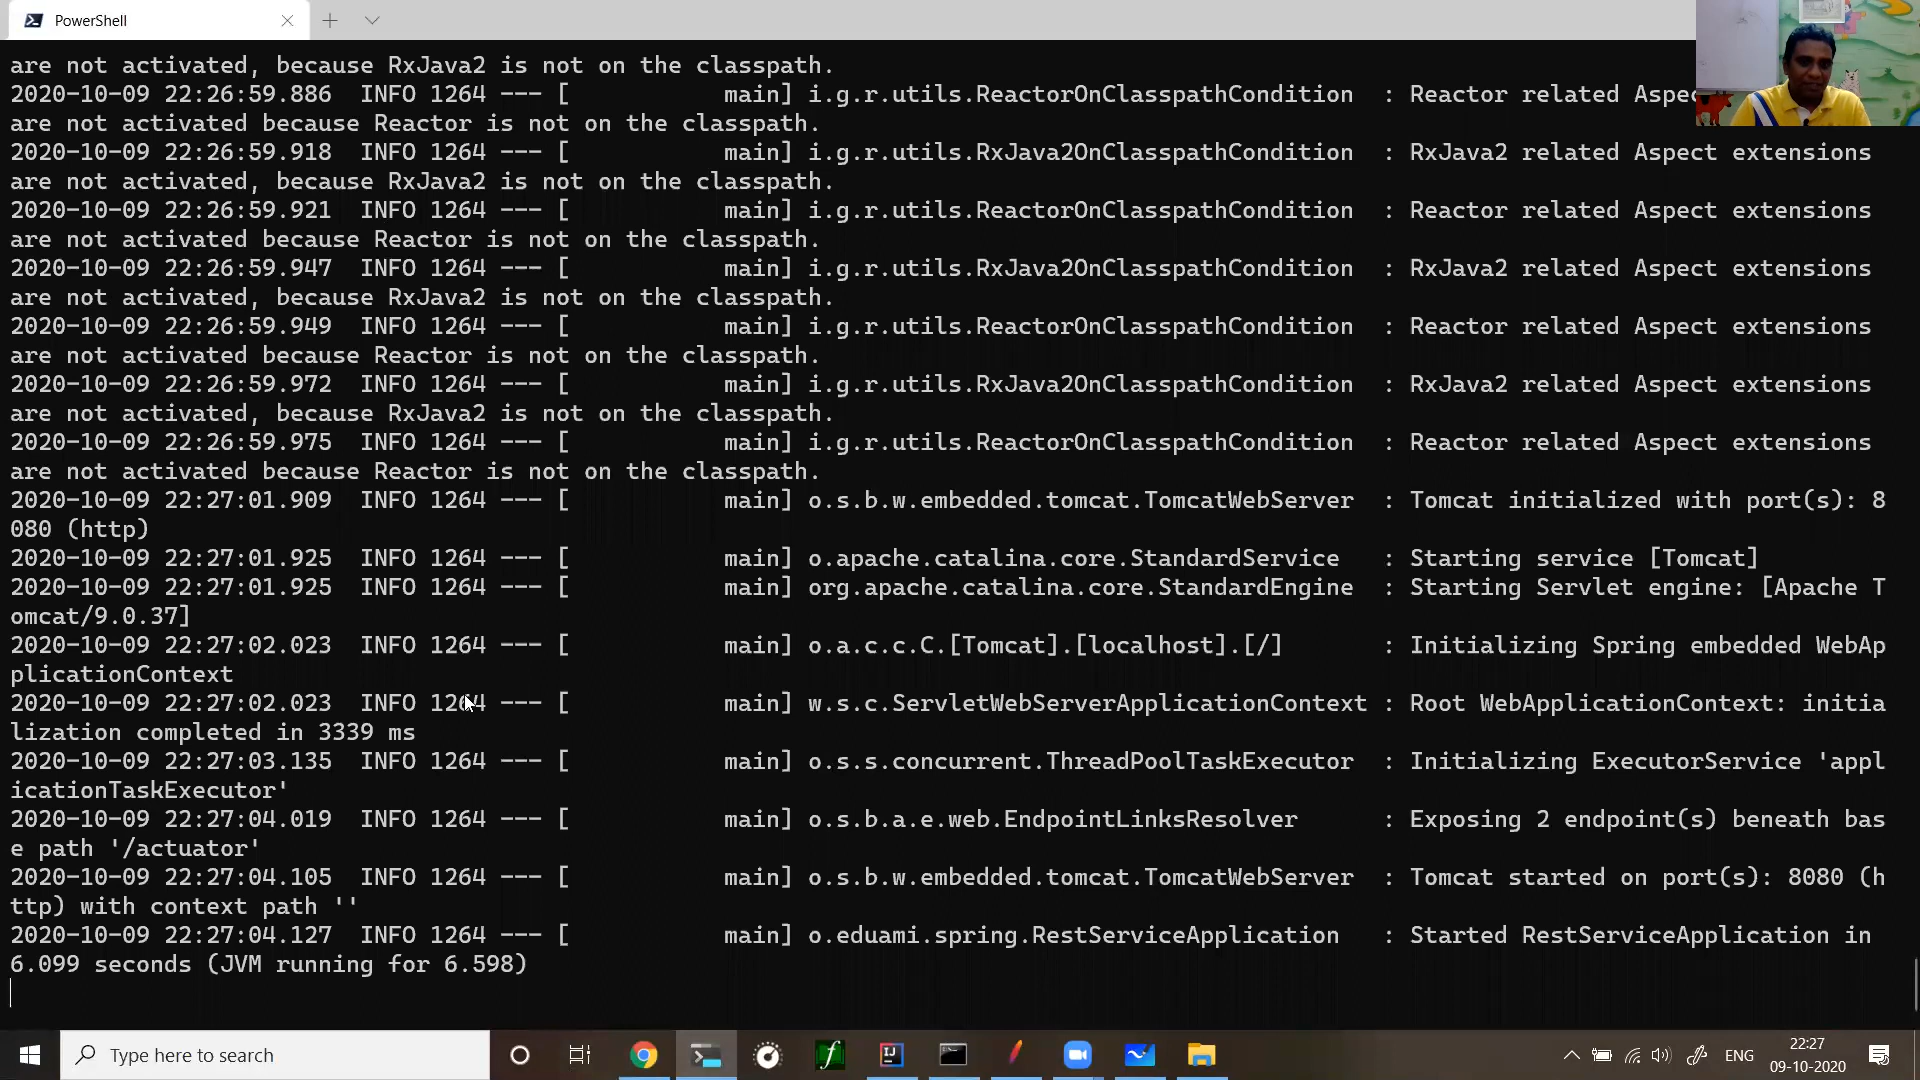 PowerShell
are not activated, because RxJava2 is not on the classpath.
2020-10-09 22:26:59.886  INFO 1264 --- [           main] i.g.r.utils.ReactorOnClasspathCondition  : Reactor related Aspec
are not activated because Reactor is not on the classpath.
2020-10-09 22:26:59.918  INFO 1264 --- [           main] i.g.r.utils.RxJava2OnClasspathCondition  : RxJava2 related Aspect extensions
are not activated, because RxJava2 is not on the classpath.
2020-10-09 22:26:59.921  INFO 1264 --- [           main] i.g.r.utils.ReactorOnClasspathCondition  : Reactor related Aspect extensions
are not activated because Reactor is not on the classpath.
2020-10-09 22:26:59.947  INFO 1264 --- [           main] i.g.r.utils.RxJava2OnClasspathCondition  : RxJava2 related Aspect extensions
are not activated, because RxJava2 is not on the classpath.
2020-10-09 22:26:59.949  INFO 1264 --- [           main] i.g.r.utils.ReactorOnClasspathCondition  : Reactor related Aspect extensions
are not activated because Reactor is not on the classpath.
2020-10-09 22:26:59.972  INFO 1264 --- [           main] i.g.r.utils.RxJava2OnClasspathCondition  : RxJava2 related Aspect extensions
are not activated, because RxJava2 is not on the classpath.
2020-10-09 22:26:59.975  INFO 1264 --- [           main] i.g.r.utils.ReactorOnClasspathCondition  : Reactor related Aspect extensions
are not activated because Reactor is not on the classpath.
2020-10-09 22:27:01.909  INFO 1264 --- [           main] o.s.b.w.embedded.tomcat.TomcatWebServer  : Tomcat initialized with port(s): 8
080 (http)
2020-10-09 22:27:01.925  INFO 1264 --- [           main] o.apache.catalina.core.StandardService   : Starting service [Tomcat]
2020-10-09 22:27:01.925  INFO 1264 --- [           main] org.apache.catalina.core.StandardEngine  : Starting Servlet engine: [Apache T
omcat/9.0.37]
2020-10-09 22:27:02.023  INFO 1264 --- [           main] o.a.c.c.C.[Tomcat].[localhost].[/]       : Initializing Spring embedded WebAp
plicationContext
2020-10-09 22:27:02.023  INFO 1264 --- [           main] w.s.c.ServletWebServerApplicationContext : Root WebApplicationContext: initia
lization completed in 3339 ms
2020-10-09 22:27:03.135  INFO 1264 --- [           main] o.s.s.concurrent.ThreadPoolTaskExecutor  : Initializing ExecutorService 'appl
icationTaskExecutor'
2020-10-09 22:27:04.019  INFO 1264 --- [           main] o.s.b.a.e.web.EndpointLinksResolver      : Exposing 2 endpoint(s) beneath bas
e path '/actuator'
2020-10-09 22:27:04.105  INFO 1264 --- [           main] o.s.b.w.embedded.tomcat.TomcatWebServer  : Tomcat started on port(s): 8080 (h
ttp) with context path ''
2020-10-09 22:27:04.127  INFO 1264 --- [           main] o.eduami.spring.RestServiceApplication   : Started RestServiceApplication in
6.099 seconds (JVM running for 6.598)
Type here to search
ENG
22:27
09-10-2020